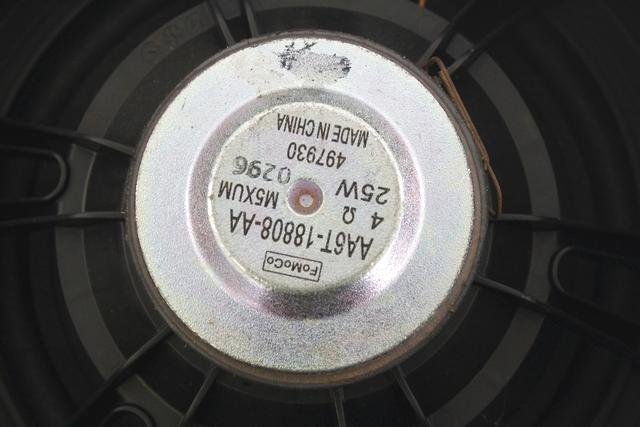 FoMoCo
AA6T-18808-AA
4 Ω M5XUM
25W 0296
497930
MADE IN CHINA